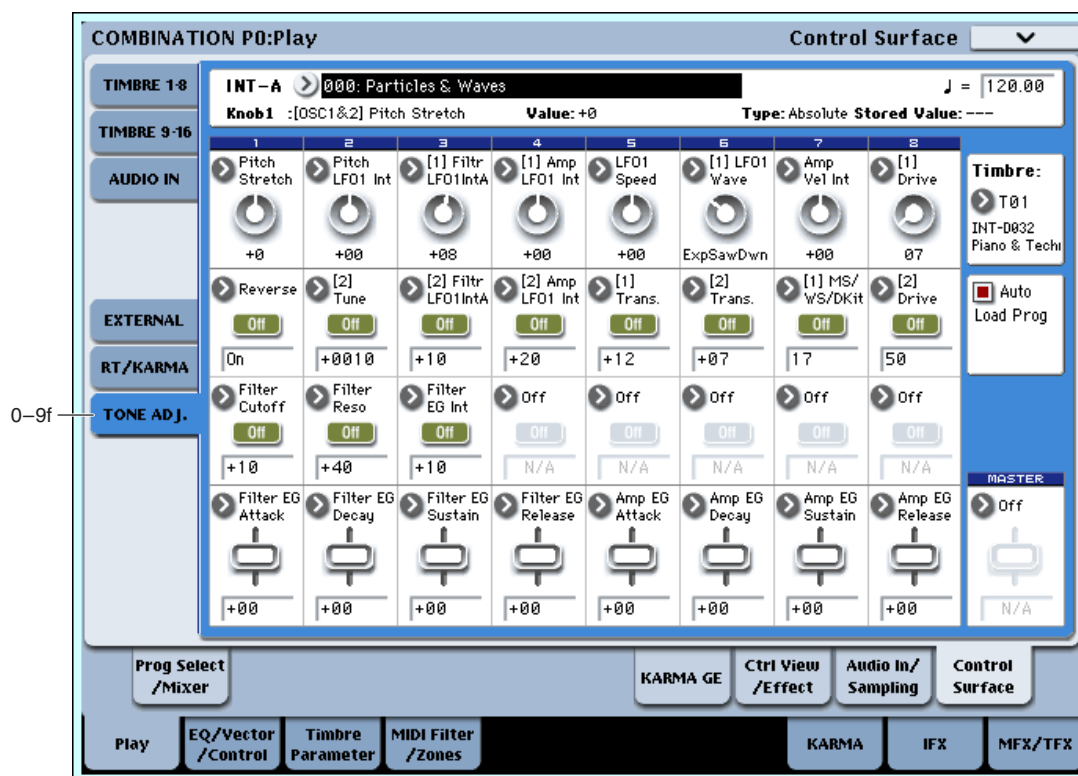 COMBINATION P0:Play
Control Surface
TIMBRE 1-8
TIMBRE 9-16
AUDIO IN
EXTERNAL
RT/KARMA
0–9f
TONE ADJ.
INT-A
000: Particles & Waves
♩ = 120.00
Knob1 :[OSC1&2] Pitch Stretch Value: +0 Type: Absolute Stored Value: ---
1 2 3 4 5 6 7 8
Pitch Stretch
Pitch LFO1 Int
[1] Filtr LFO1IntA
[1] Amp LFO1 Int
LFO1 Speed
[1] LFO1 Wave
Amp Vel Int
[1] Drive
+0 +00 +08 +00 +00 ExpSawDwn +00 07
Reverse
[2] Tune
[2] Filtr LFO1IntA
[2] Amp LFO1 Int
[1] Trans.
[2] Trans.
[1] MS/ WS/DKit
[2] Drive
Off Off Off Off Off Off Off Off
On +0010 +10 +20 +12 +07 17 50
Filter Cutoff
Filter Reso
Filter EG Int
Off Off Off Off Off
Off Off Off Off Off Off Off Off
+10 +40 +10 N/A N/A N/A N/A N/A
Filter EG Attack
Filter EG Decay
Filter EG Sustain
Filter EG Release
Amp EG Attack
Amp EG Decay
Amp EG Sustain
Amp EG Release
+00 +00 +00 +00 +00 +00 +00 +00
Timbre:
T01
INT-D032
Piano & Techn
Auto
Load Prog
MASTER
Off
N/A
Prog Select /Mixer
KARMA GE
Ctrl View /Effect
Audio In/ Sampling
Control Surface
Play
EQ/Vector /Control
Timbre Parameter
MIDI Filter /Zones
KARMA
IFX
MFX/TFX